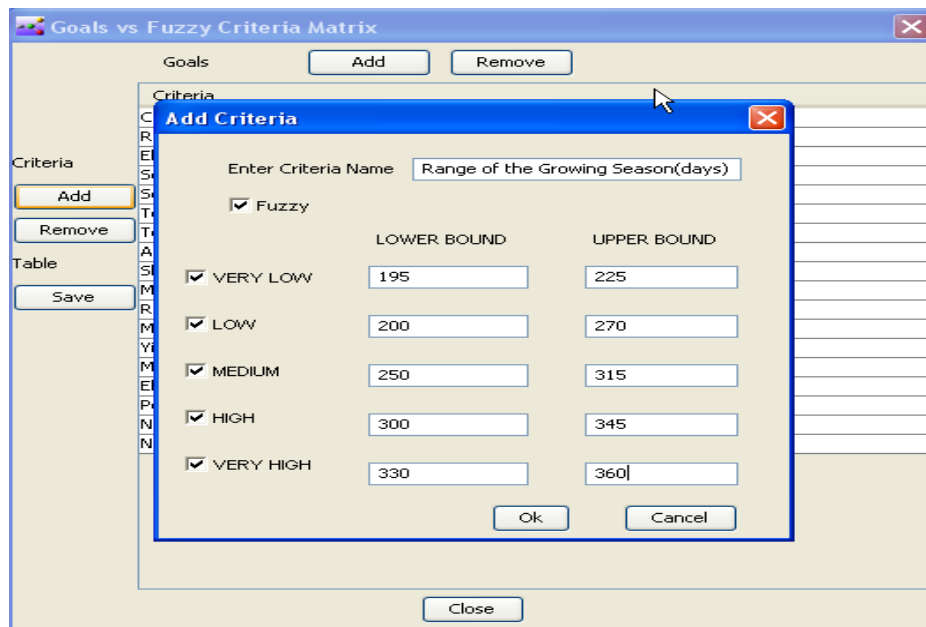 Goals vs Fuzzy Criteria Matrix
Goals Add Remove
Criteria
Add Criteria
Enter Criteria Name Range of the Growing Season(days)
Fuzzy
LOWER BOUND UPPER BOUND
VERY LOW 195 225
LOW 200 270
MEDIUM 250 315
HIGH 300 345
VERY HIGH 330 360
Ok Cancel
Criteria
Add
Remove
Table
Save
Close